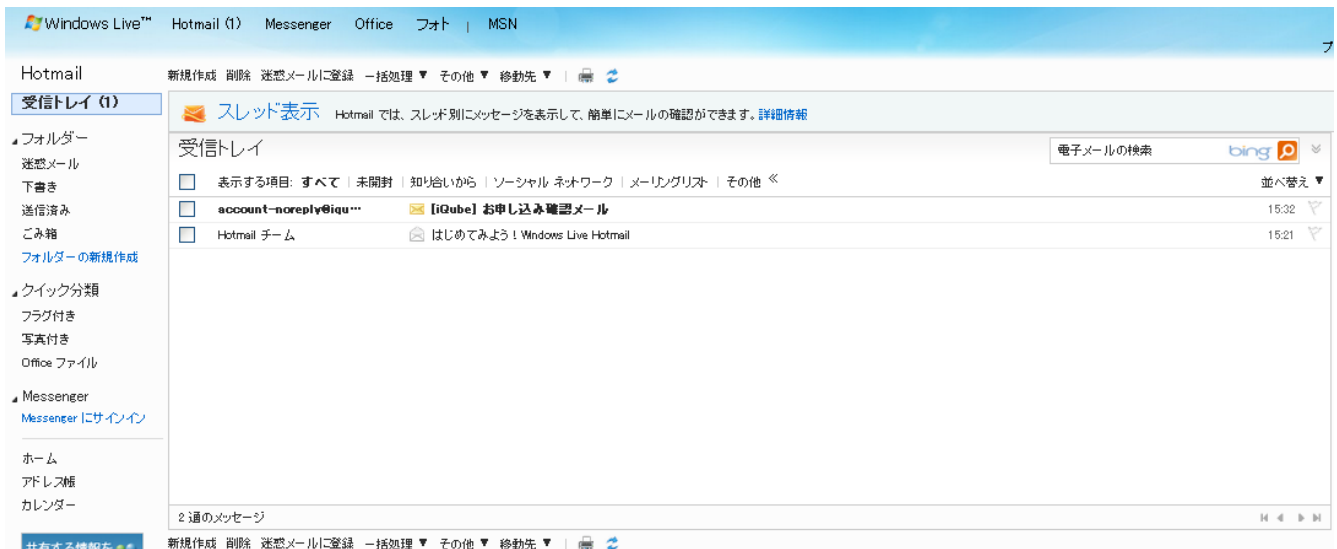 Windows Live™ Hotmail (1) Messenger Office フォト | MSN
プ
Hotmail
新規作成 削除 迷惑メールに登録 一括処理 ▼ その他 ▼ 移動先 ▼ |
受信トレイ (1)
スレッド表示 Hotmail では、スレッド別にメッセージを表示して、簡単にメールの確認ができます。詳細情報
フォルダー
迷惑メール
下書き
送信済み
ごみ箱
フォルダーの新規作成
クイック分類
フラグ付き
写真付き
Office ファイル
Messenger
Messenger にサインイン
ホーム
アドレス帳
カレンダー
共有する情報を
受信トレイ
電子メールの検索 bing
表示する項目: すべて | 未開封 | 知り合いから | ソーシャル ネットワーク | メーリングリスト | その他 ≪ 並べ替え ▼
account-noreply@iqu… [iQube] お申し込み確認メール 15:32
Hotmail チーム はじめてみよう！Windows Live Hotmail 15:21
2 通のメッセージ
新規作成 削除 迷惑メールに登録 一括処理 ▼ その他 ▼ 移動先 ▼ |